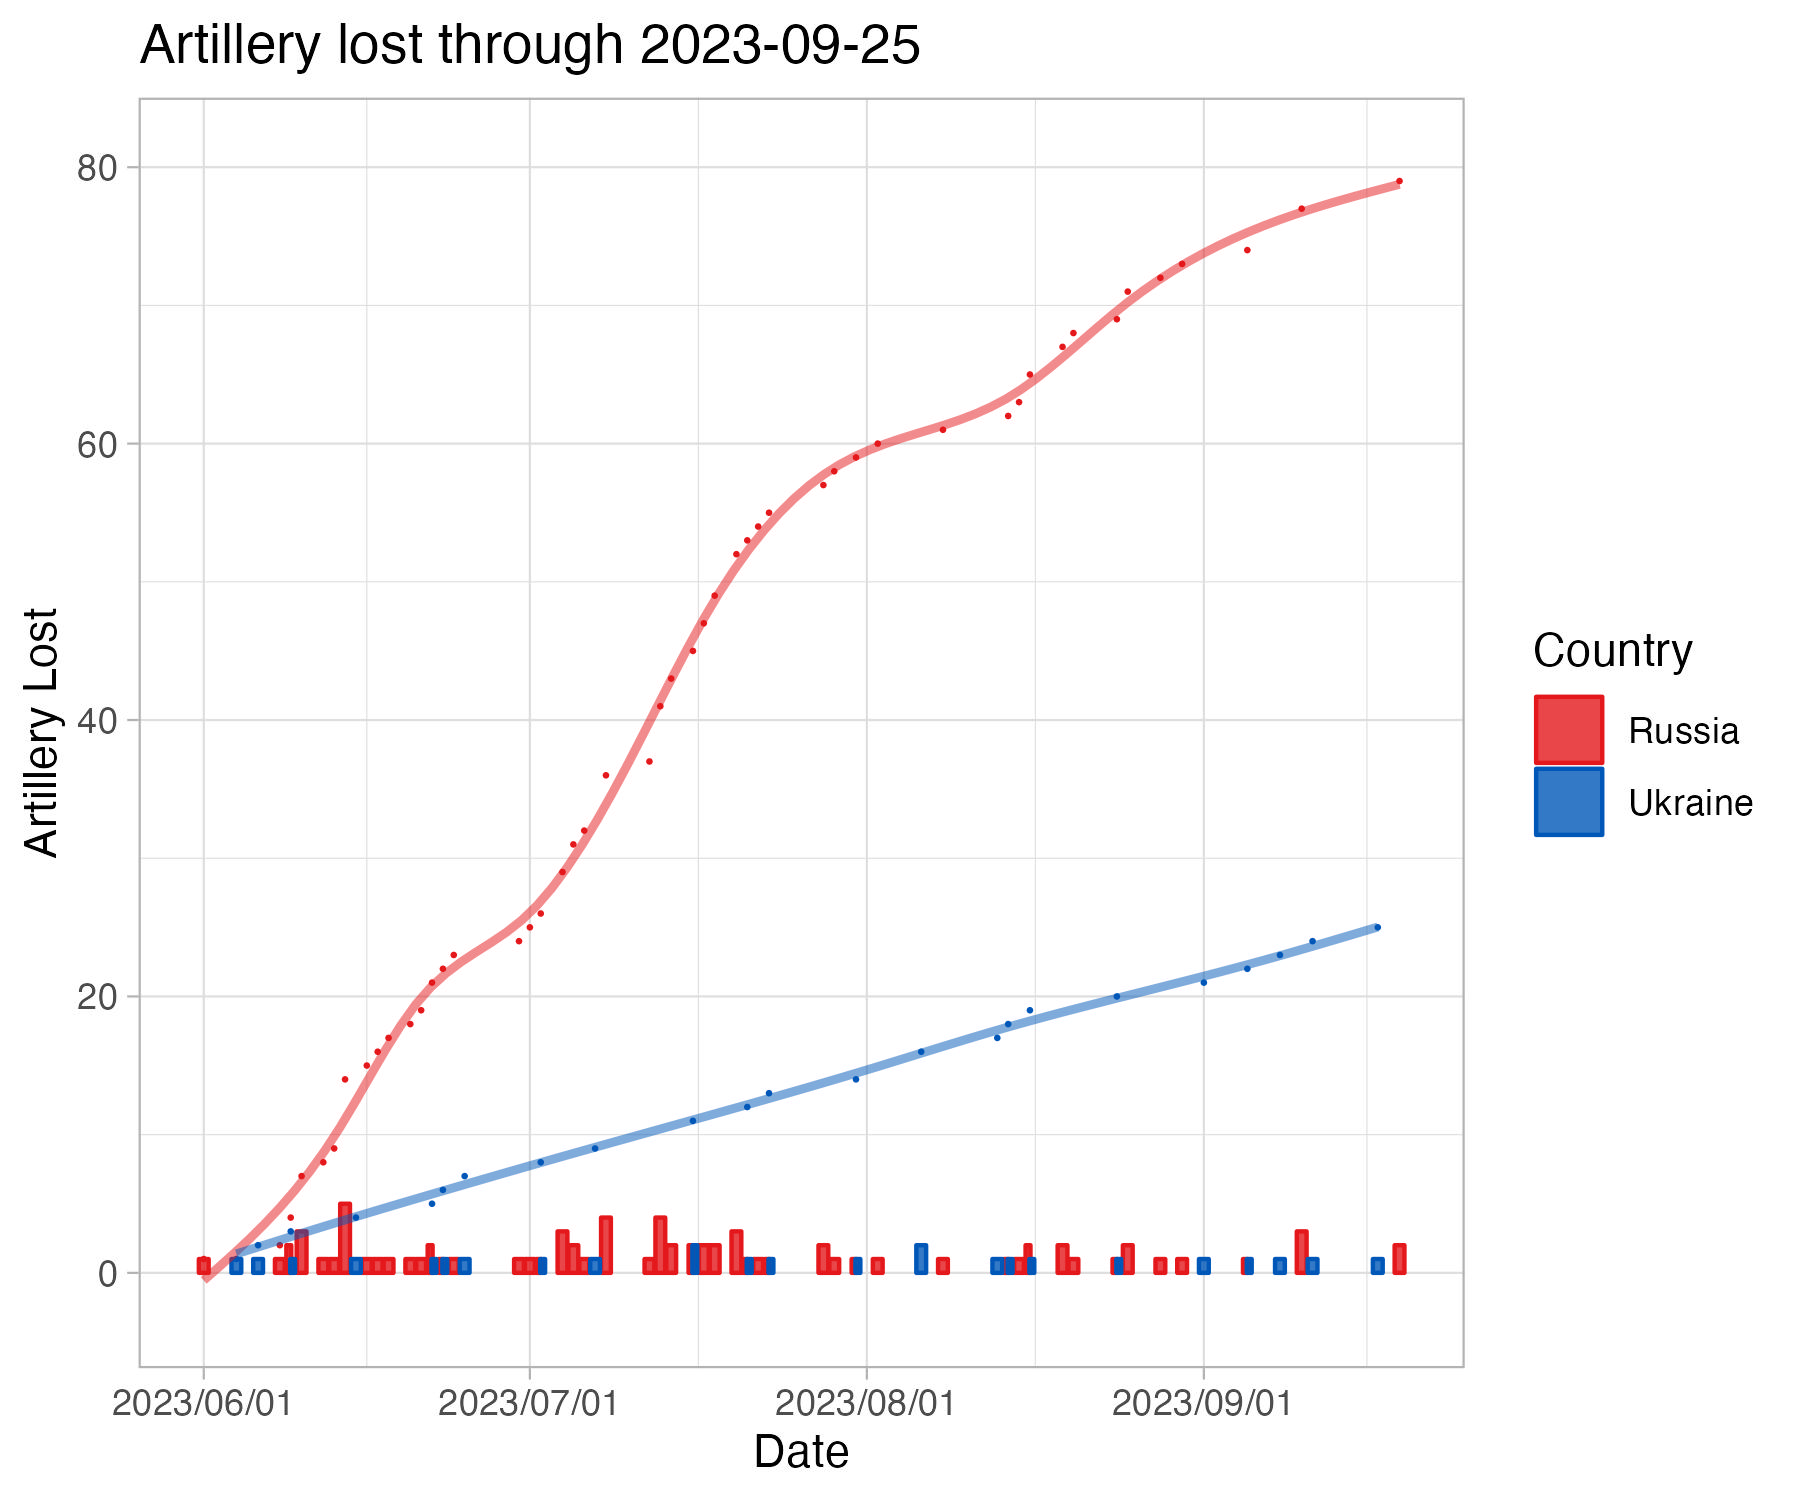 Artillery lost through 2023-09-25
Artillery Lost
80
60
40
20
0
2023/06/01
2023/07/01
2023/08/01
2023/09/01
Date
Country
Russia
Ukraine